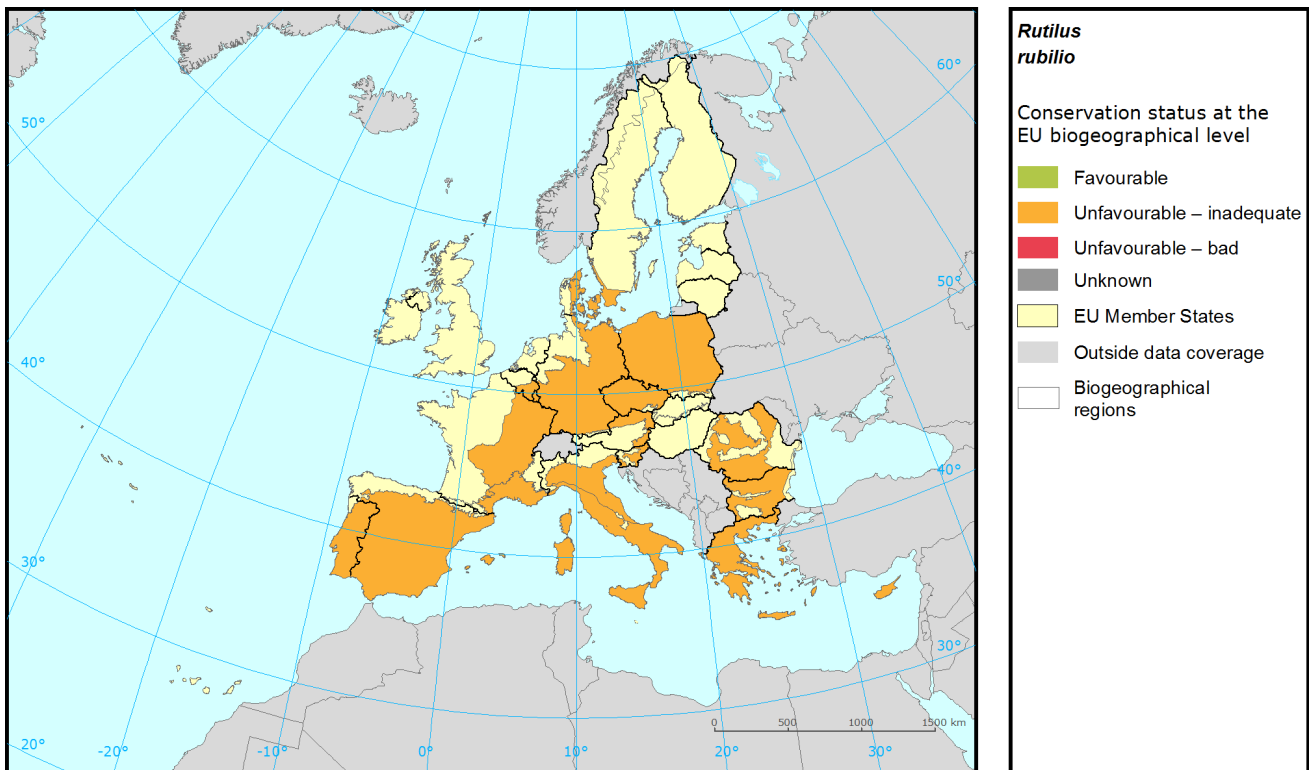 Rutilus
rubilio
Conservation status at the
EU biogeographical level
Favourable
Unfavourable – inadequate
Unfavourable – bad
Unknown
EU Member States
Outside data coverage
Biogeographical
regions
60°
50°
50°
40°
40°
30°
30°
20°
-20°
-10°
0°
10°
20°
30°
0 500 1000 1500 km